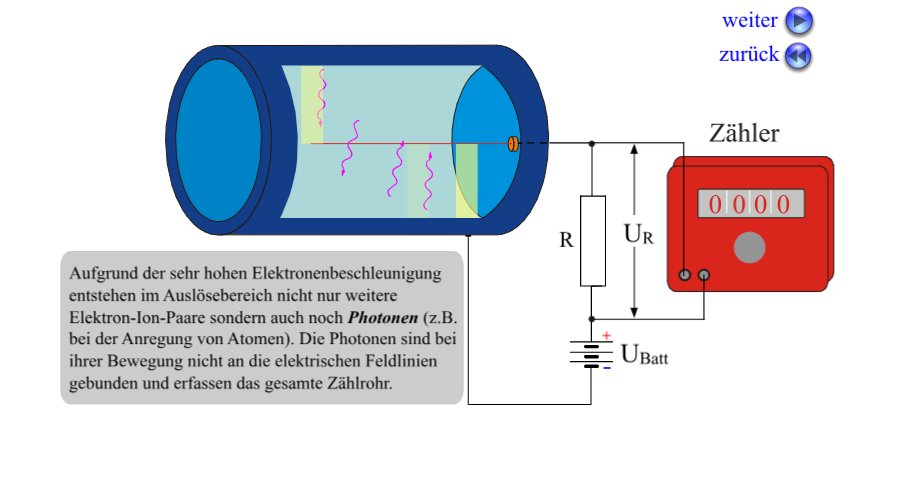 weiter
zurück
Zähler
0000
R
UR
Aufgrund der sehr hohen Elektronenbeschleunigung
entstehen im Auslösebereich nicht nur weitere
Elektron-Ion-Paare sondern auch noch Photonen (z.B.
bei der Anregung von Atomen). Die Photonen sind bei
ihrer Bewegung nicht an die elektrischen Feldlinien
gebunden und erfassen das gesamte Zählrohr.
+
UBatt
-